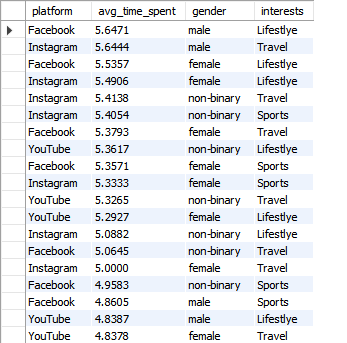 platform avg_time_spent gender interests
Facebook 5.6471 male Lifestlye
Instagram 5.6444 male Travel
Facebook 5.5357 female Lifestlye
Instagram 5.4906 female Lifestlye
Instagram 5.4138 non-binary Travel
Instagram 5.4054 non-binary Sports
Facebook 5.3793 female Travel
YouTube 5.3617 non-binary Lifestlye
Facebook 5.3571 female Sports
Instagram 5.3333 female Sports
YouTube 5.3265 non-binary Travel
YouTube 5.2927 female Lifestlye
Instagram 5.0882 non-binary Lifestlye
Facebook 5.0645 non-binary Travel
Instagram 5.0000 female Travel
Facebook 4.9583 non-binary Sports
Facebook 4.8605 male Sports
YouTube 4.8387 male Lifestlye
YouTube 4.8378 female Travel